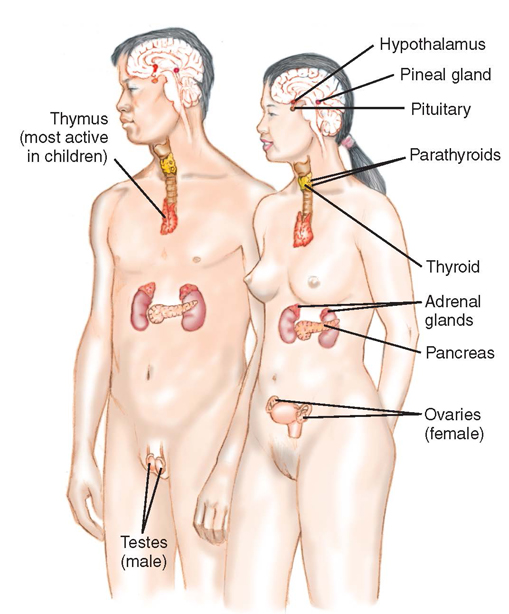 Hypothalamus
Pineal gland
Pituitary
Thymus
(most active
in children)
Parathyroids
Thyroid
Adrenal
glands
Pancreas
Ovaries
(female)
Testes
(male)